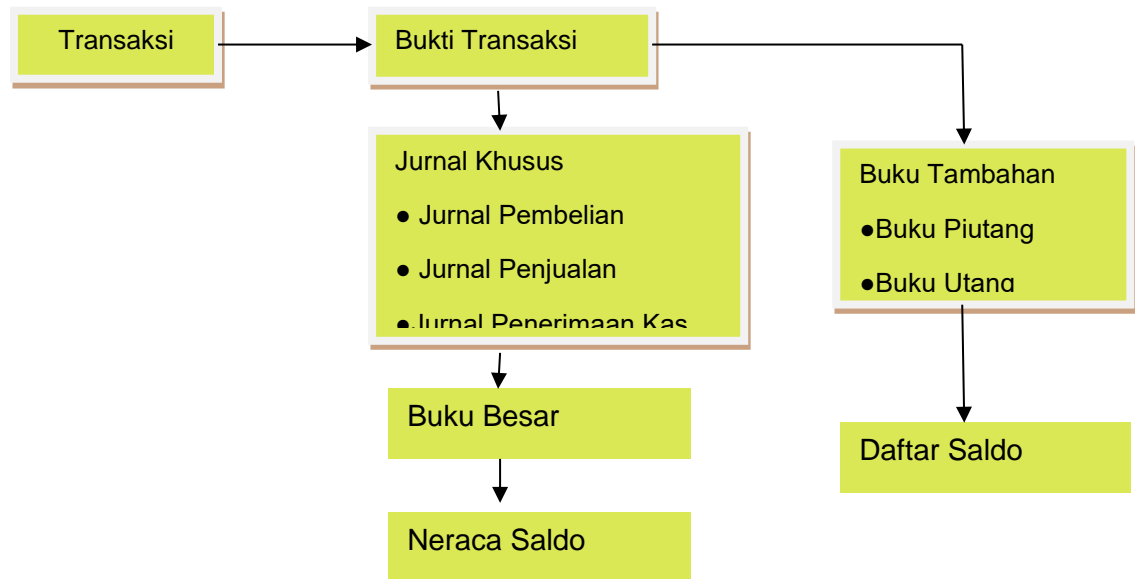 Transaksi
Bukti Transaksi
Jurnal Khusus
● Jurnal Pembelian
● Jurnal Penjualan
●Jurnal Penerimaan Kas
Buku Tambahan
●Buku Piutang
●Buku Utang
Buku Besar
Daftar Saldo
Neraca Saldo